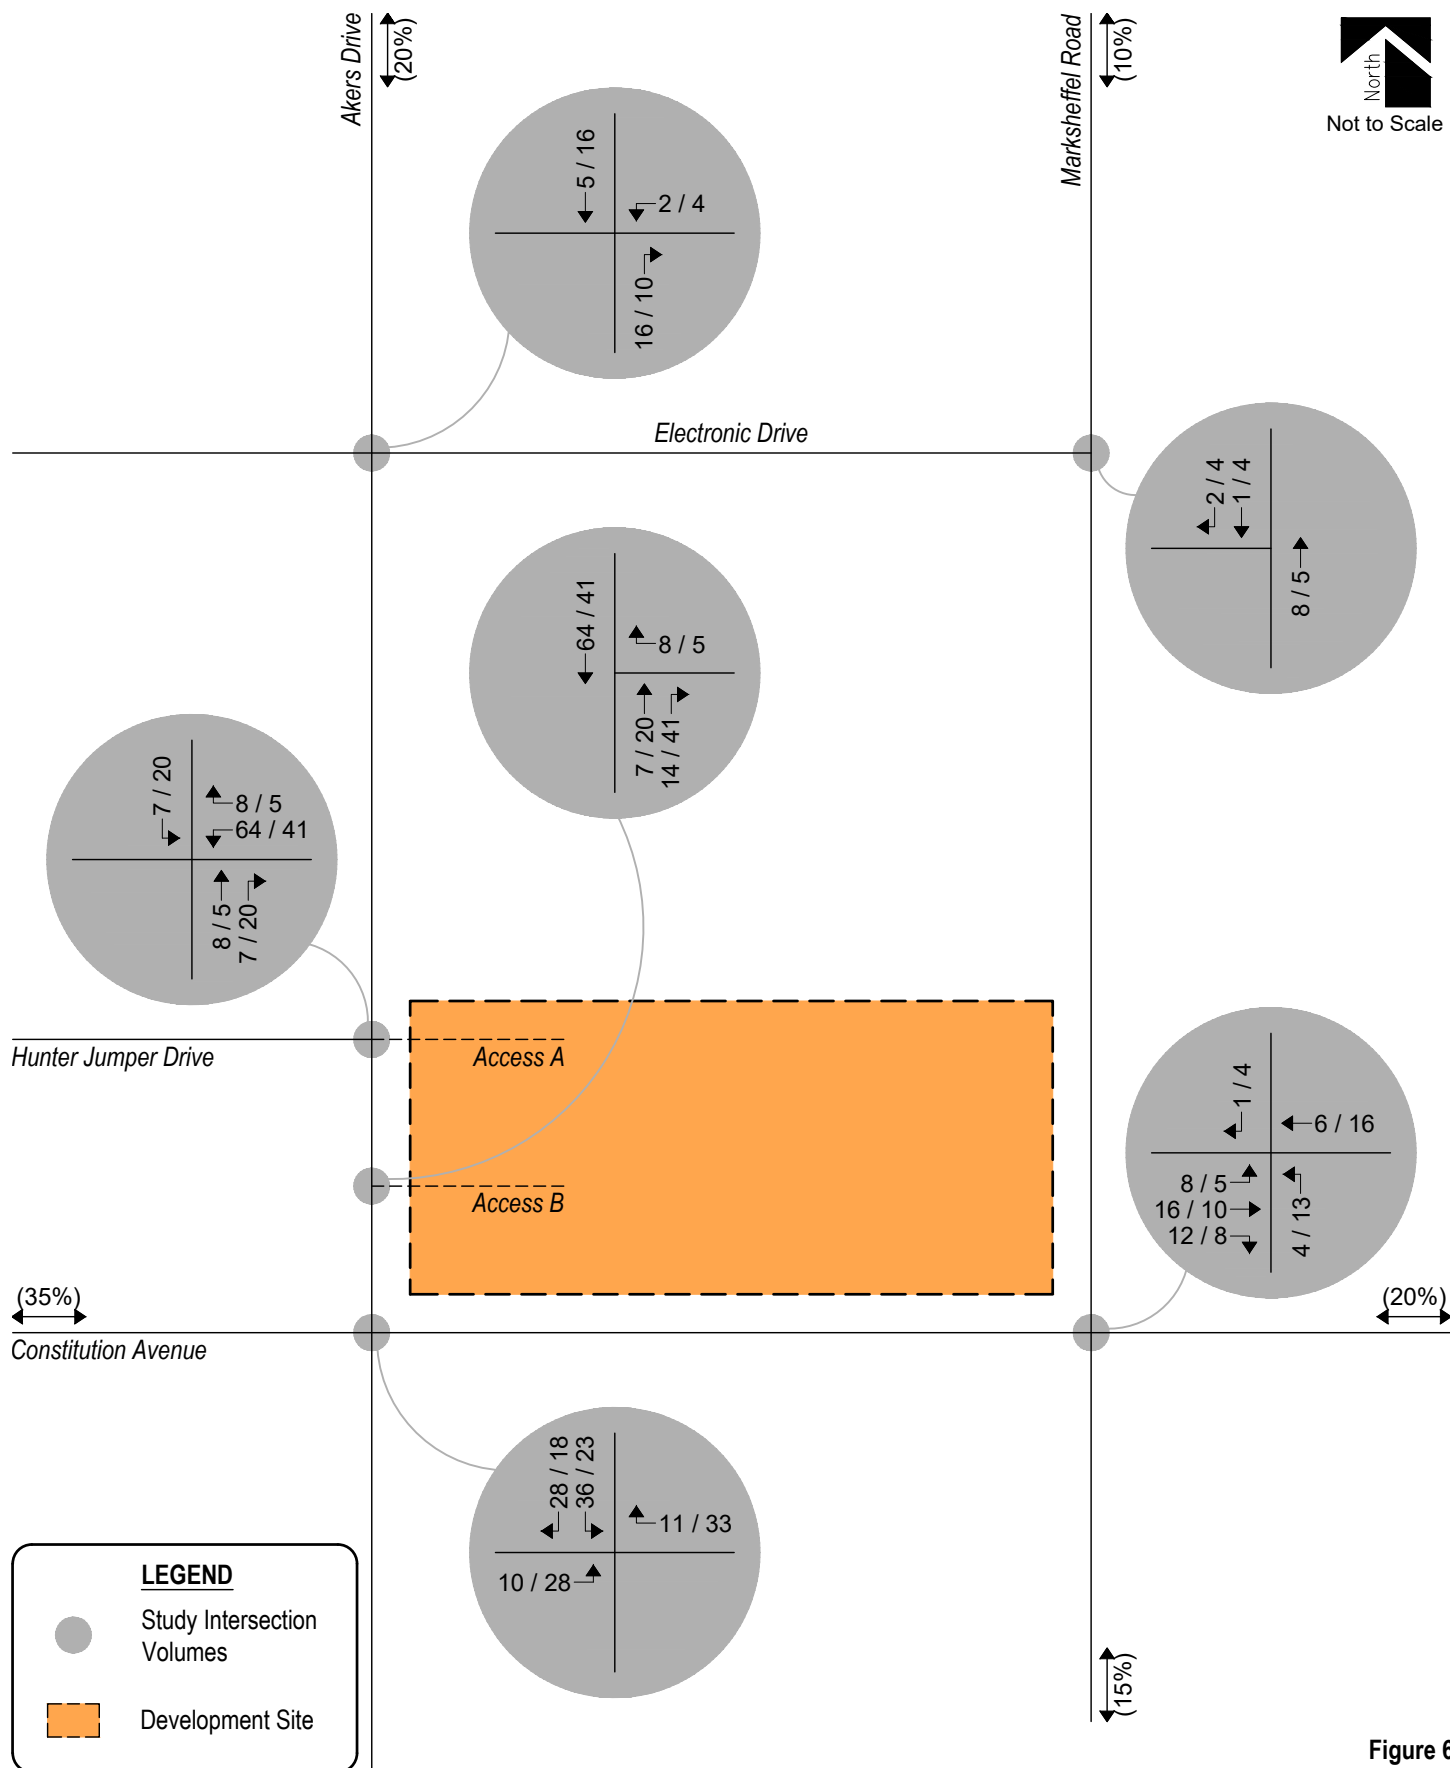 Akers Drive
(20%)
Marksheffel Road
(10%)
North
Not to Scale
5 / 16
2 / 4
16 / 10
Electronic Drive
2 / 4
1 / 4
8 / 5
64 / 41
8 / 5
7 / 20
14 / 41
7 / 20
8 / 5
64 / 41
8 / 5
7 / 20
Hunter Jumper Drive
Access A
Access B
1 / 4
6 / 16
8 / 5
16 / 10
12 / 8
4 / 13
(35%)
(20%)
Constitution Avenue
28 / 18
36 / 23
11 / 33
10 / 28
LEGEND
Study Intersection
Volumes
Development Site
(15%)
Figure 6